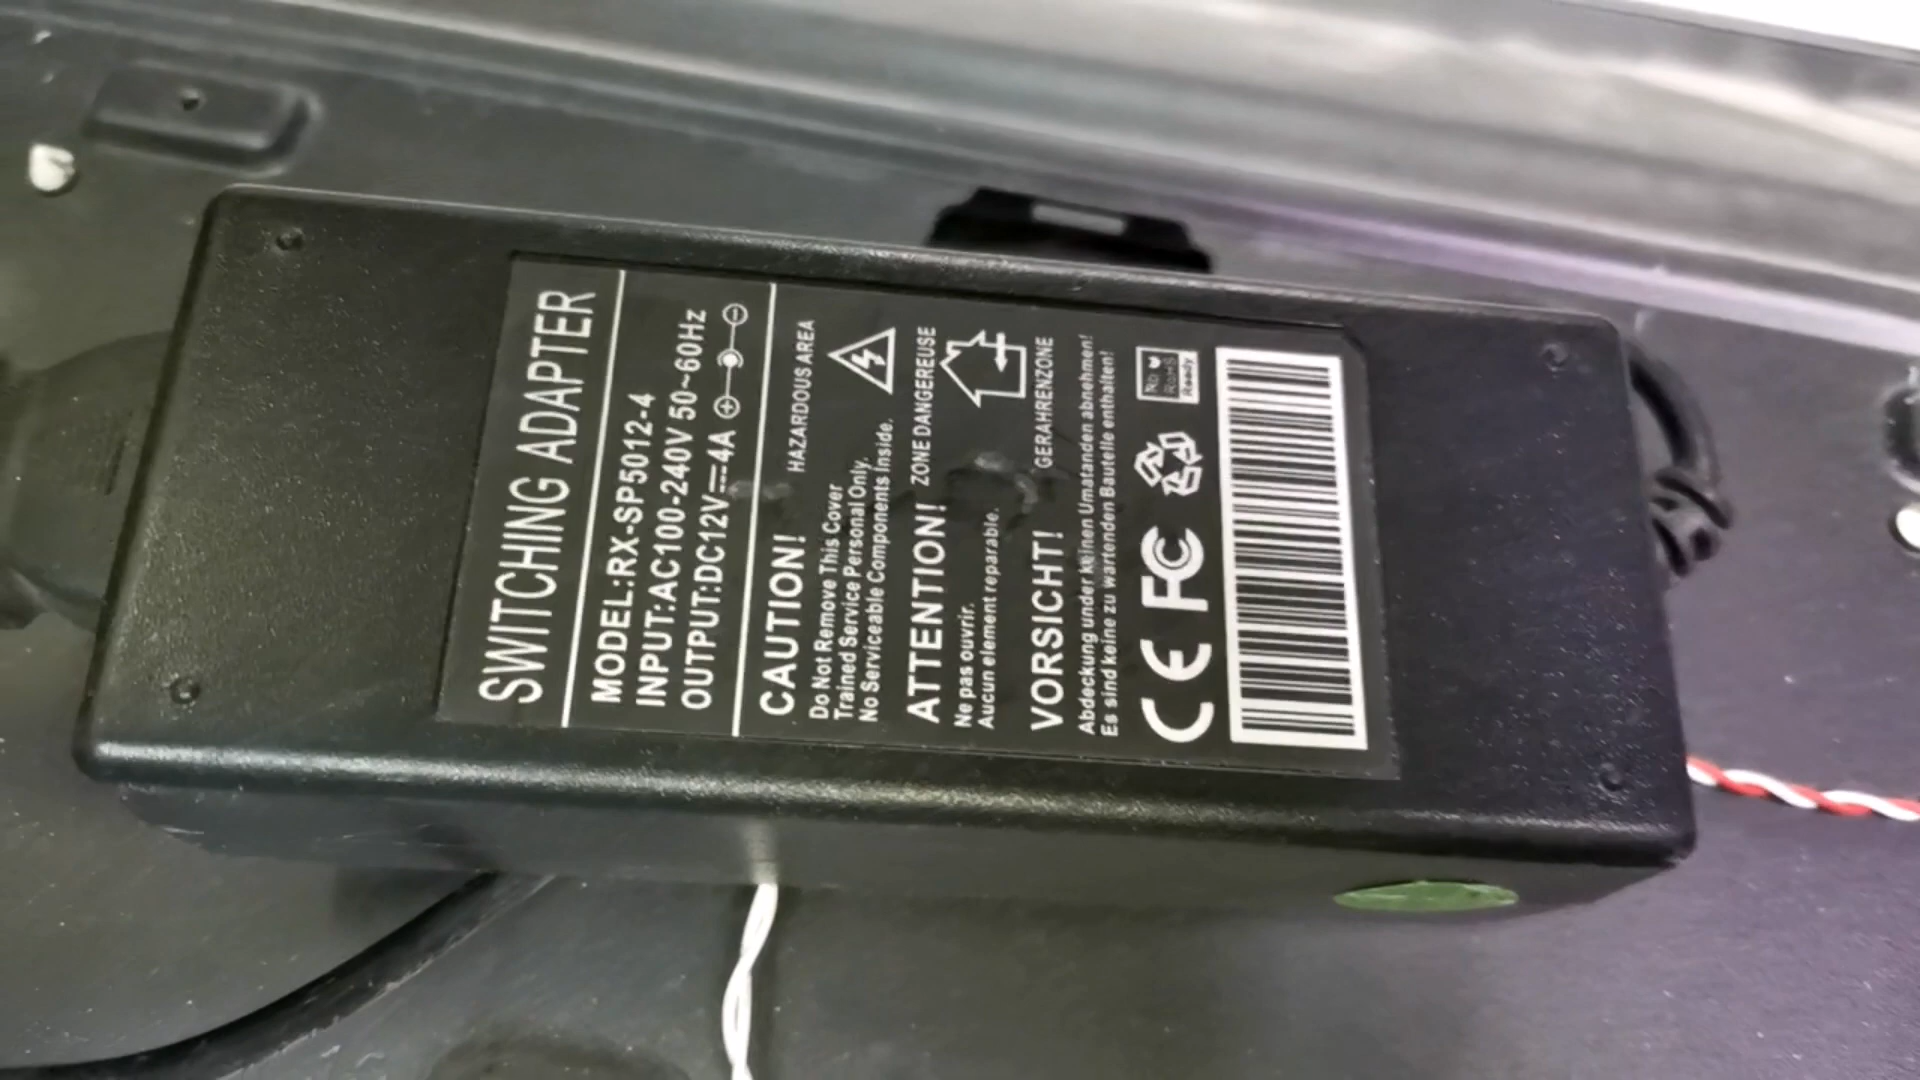 SWITCHING ADAPTER
MODEL:RX-SP5012-4
INPUT:AC100-240V 50~60Hz
OUTPUT:DC12V⎓4A
CAUTION! HAZARDOUS AREA
Do Not Remove This Cover
Trained Service Personal Only.
No Serviceable Components Inside.
ATTENTION! ZONE DANGEREUSE
Ne pas ouvrir.
Aucun element reparable.
VORSICHT! GERAHRENZONE
Abdeckung under keinen Umatanden abnehmen!
Es sind keine zu wartenden Bauteile enthalten!
CE FC
RoHS
Ready